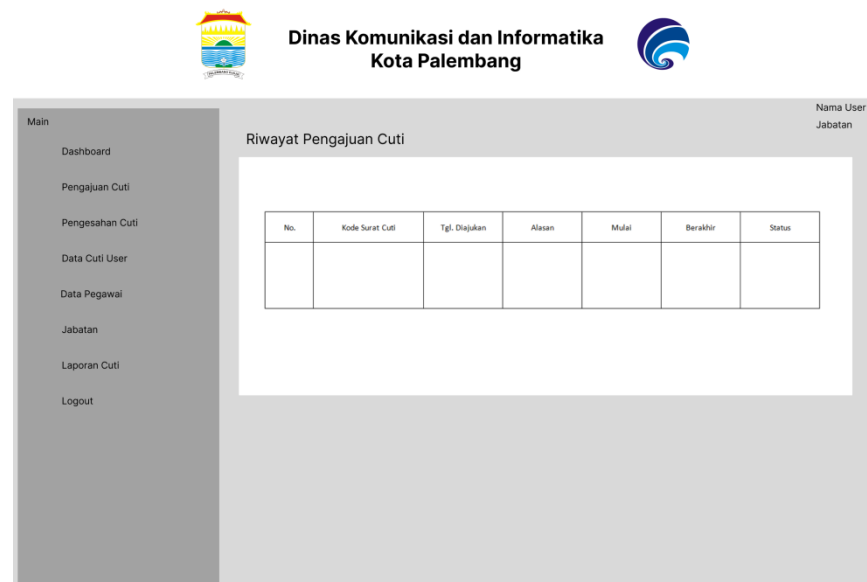 Dinas Komunikasi dan Informatika
Kota Palembang
Nama User
Jabatan
Main
Dashboard
Pengajuan Cuti
Pengesahan Cuti
Data Cuti User
Data Pegawai
Jabatan
Laporan Cuti
Logout
Riwayat Pengajuan Cuti
No. Kode Surat Cuti Tgl. Diajukan Alasan Mulai Berakhir Status